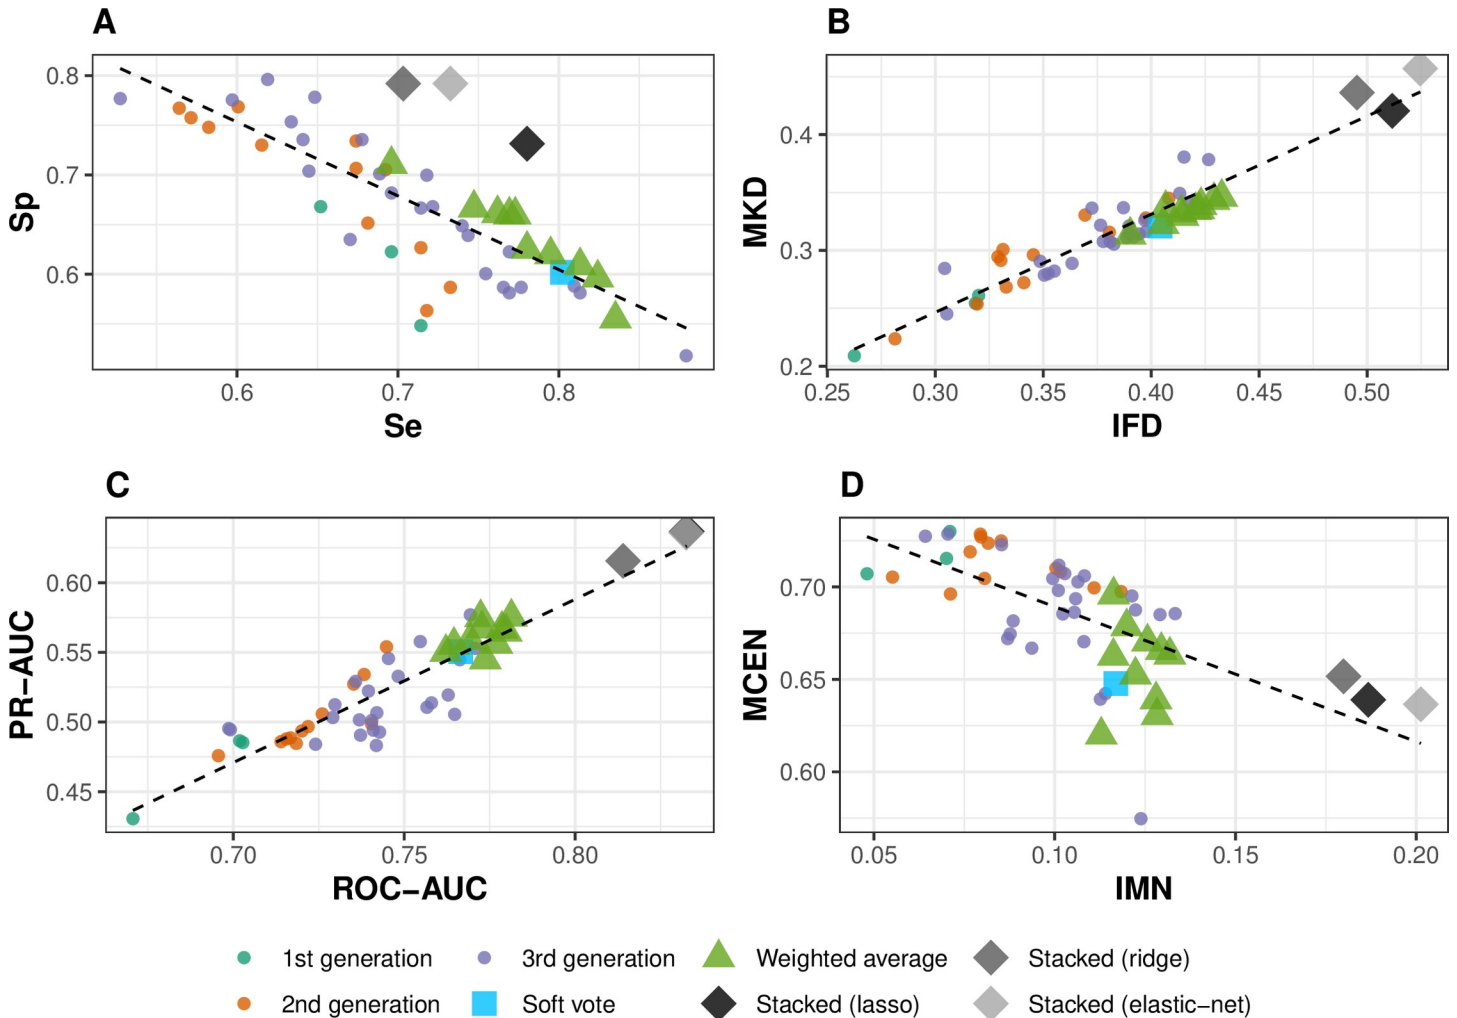 A
0.8
0.7
0.6
Sp
0.6 0.7 0.8
Se
B
0.4
0.3
0.2
MKD
0.25 0.30 0.35 0.40 0.45 0.50
IFD
C
0.60
0.55
0.50
0.45
PR−AUC
0.70 0.75 0.80
ROC−AUC
D
0.70
0.65
0.60
MCEN
0.05 0.10 0.15 0.20
IMN
1st generation 3rd generation Weighted average Stacked (ridge)
2nd generation Soft vote Stacked (lasso) Stacked (elastic−net)